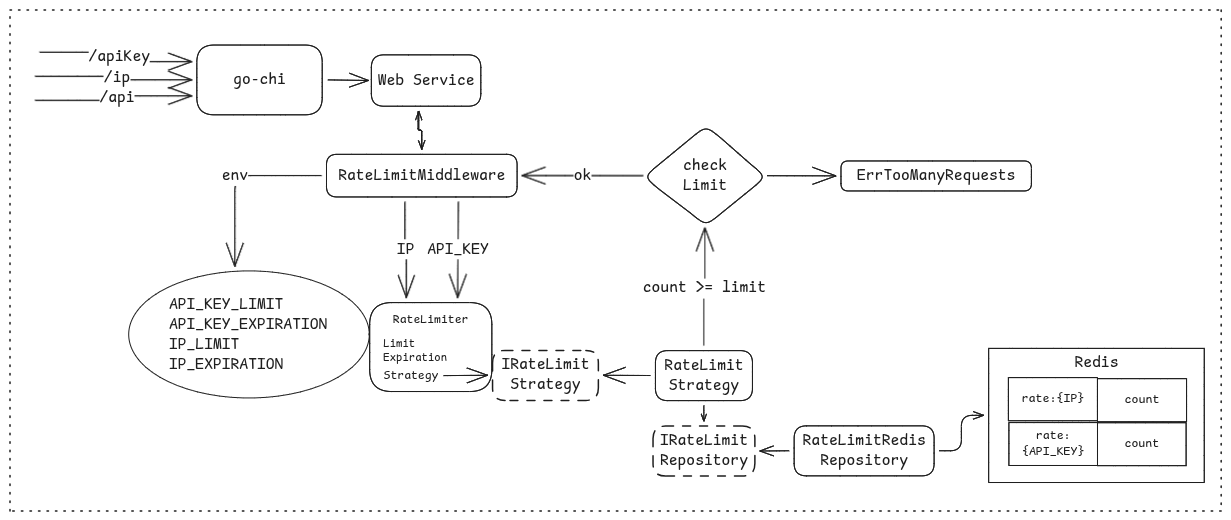 /apiKey
/ip
/api
go-chi
Web Service
RateLimitMiddleware
env
ok
check
Limit
ErrTooManyRequests
IP
API_KEY
API_KEY_LIMIT
API_KEY_EXPIRATION
IP_LIMIT
IP_EXPIRATION
RateLimiter
Limit
Expiration
Strategy
IRateLimit
Strategy
count >= limit
RateLimit
Strategy
IRateLimit
Repository
RateLimitRedis
Repository
Redis
rate:{IP}
count
rate:
{API_KEY}
count